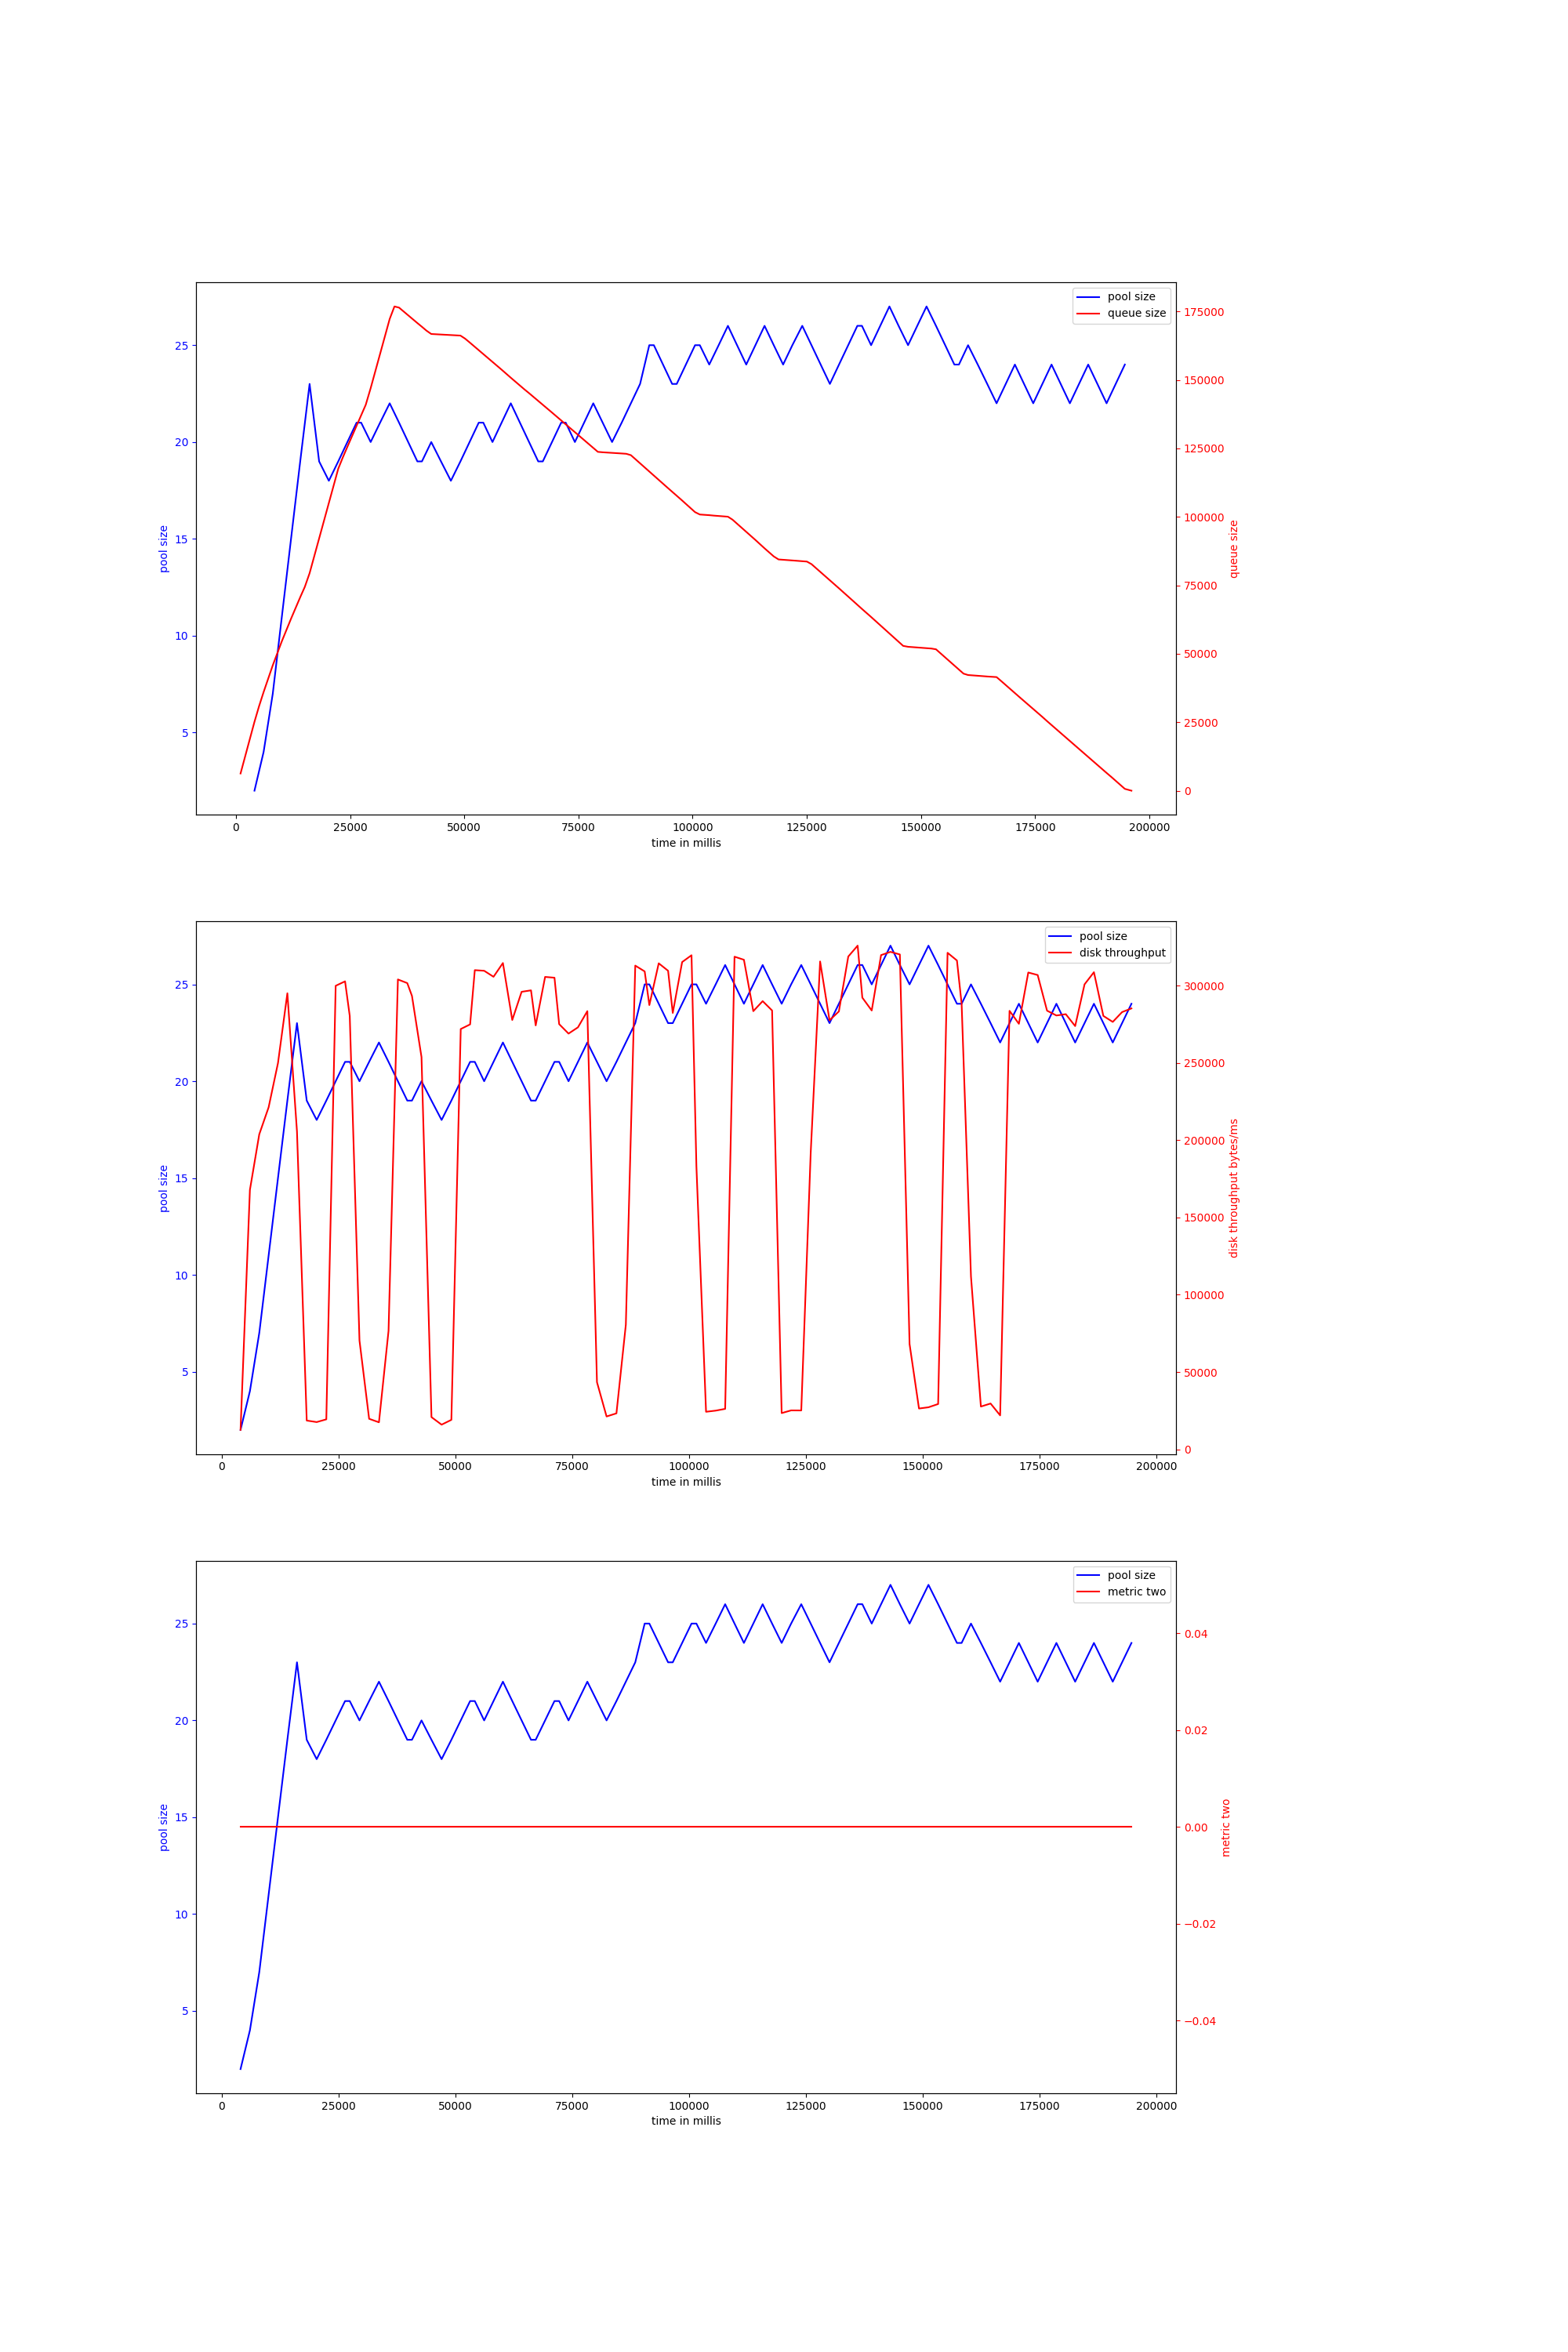 pool size
queue size
25
20
15
10
5
pool size
175000
150000
125000
100000
75000
50000
25000
0
queue size
0 25000 50000 75000 100000 125000 150000 175000 200000
time in millis
pool size
disk throughput
25
20
15
10
5
pool size
300000
250000
200000
150000
100000
50000
0
disk throughput bytes/ms
0 25000 50000 75000 100000 125000 150000 175000 200000
time in millis
pool size
metric two
25
20
15
10
5
pool size
0.04
0.02
0.00
−0.02
−0.04
metric two
0 25000 50000 75000 100000 125000 150000 175000 200000
time in millis